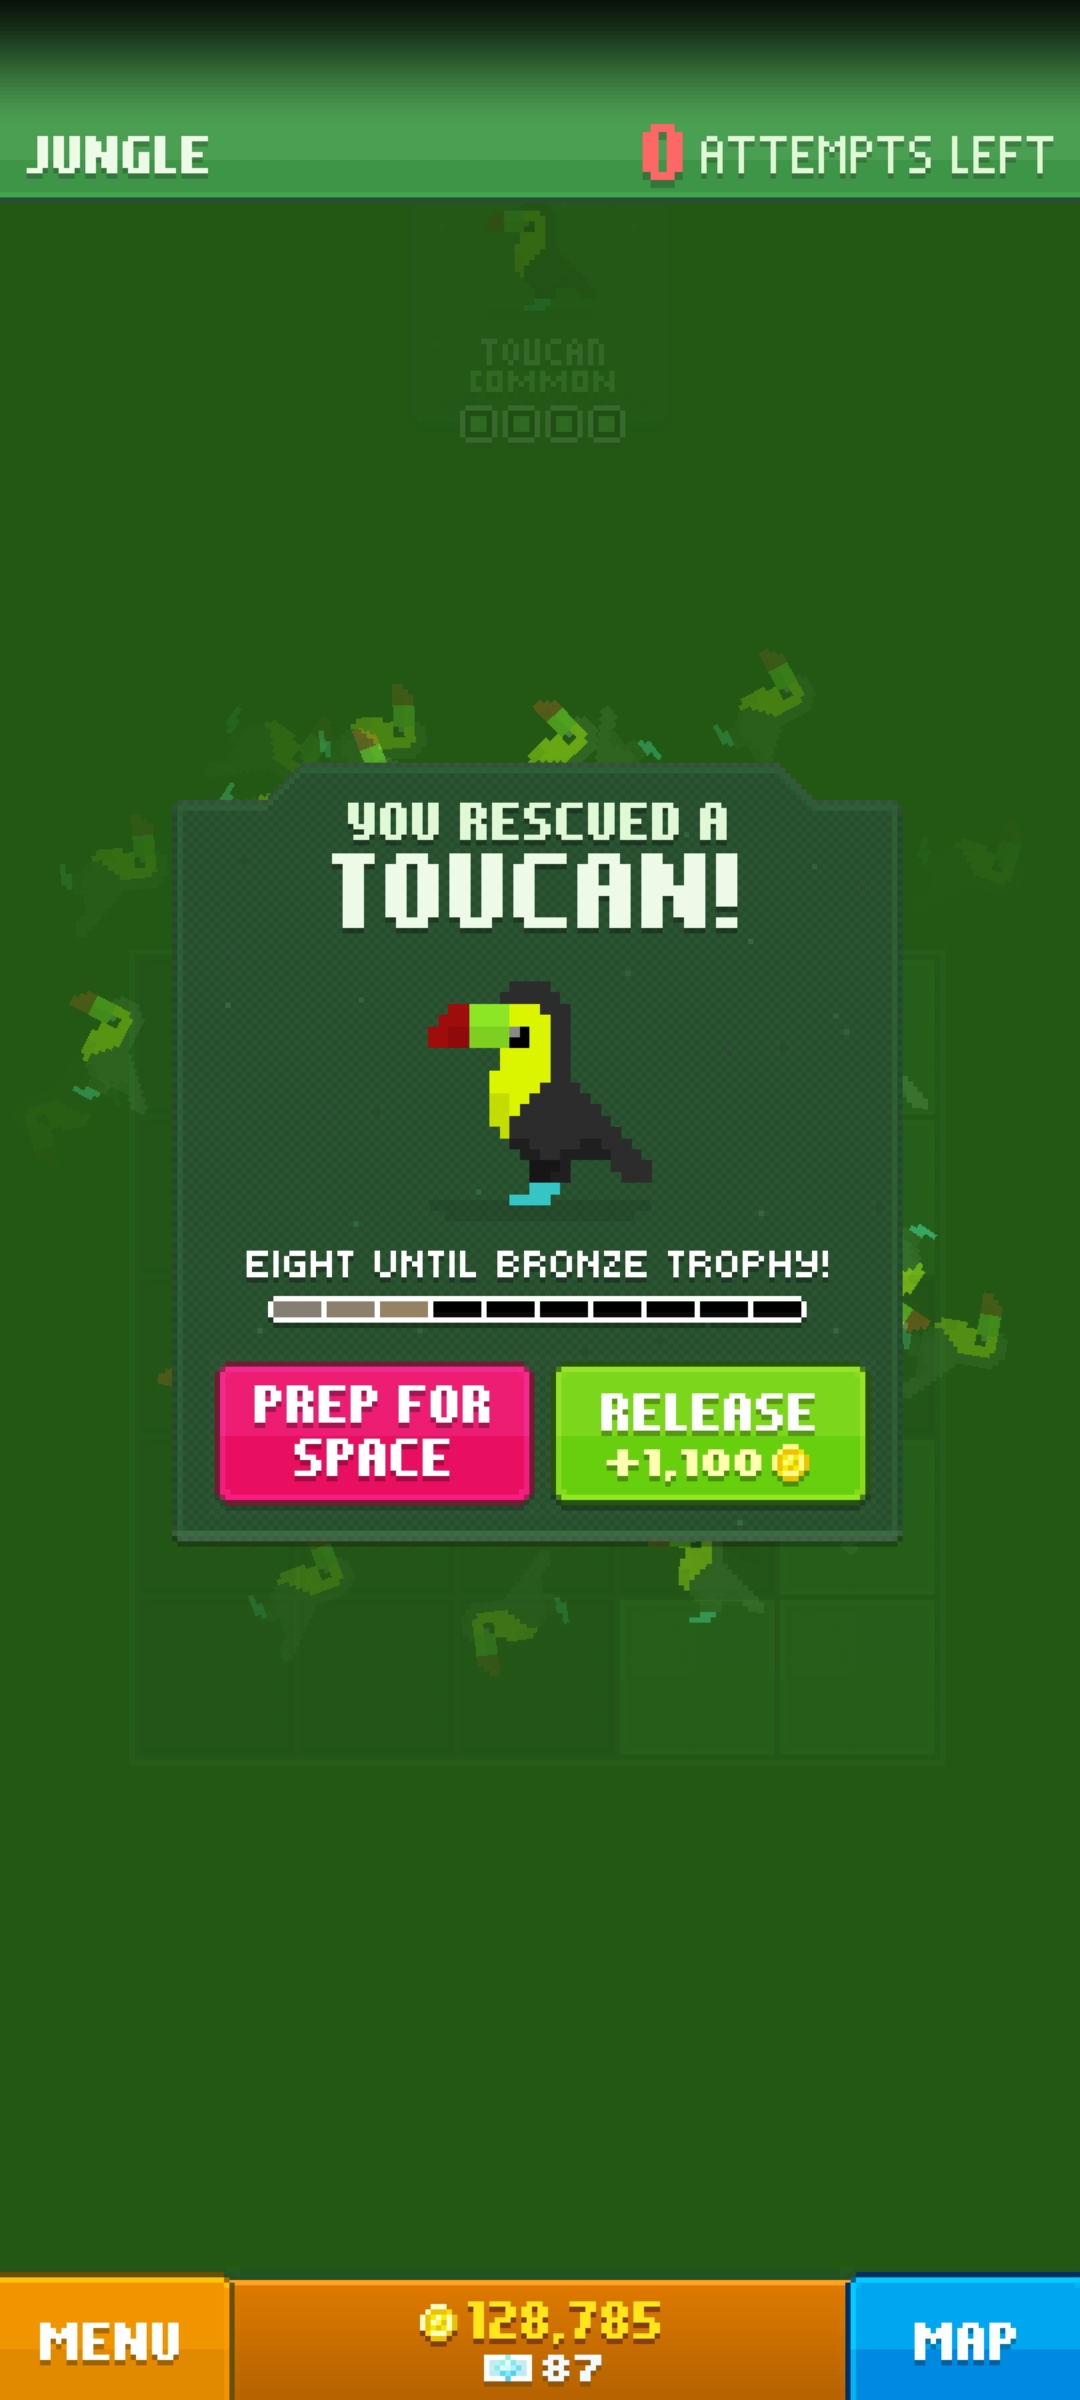 JUNGLE
0 ATTEMPTS LEFT
TOUCAN
COMMON
YOU RESCUED A
TOUCAN!
EIGHT UNTIL BRONZE TROPHY!
PREP FOR
SPACE
RELEASE
+1,100
MENU
128,785
87
MAP